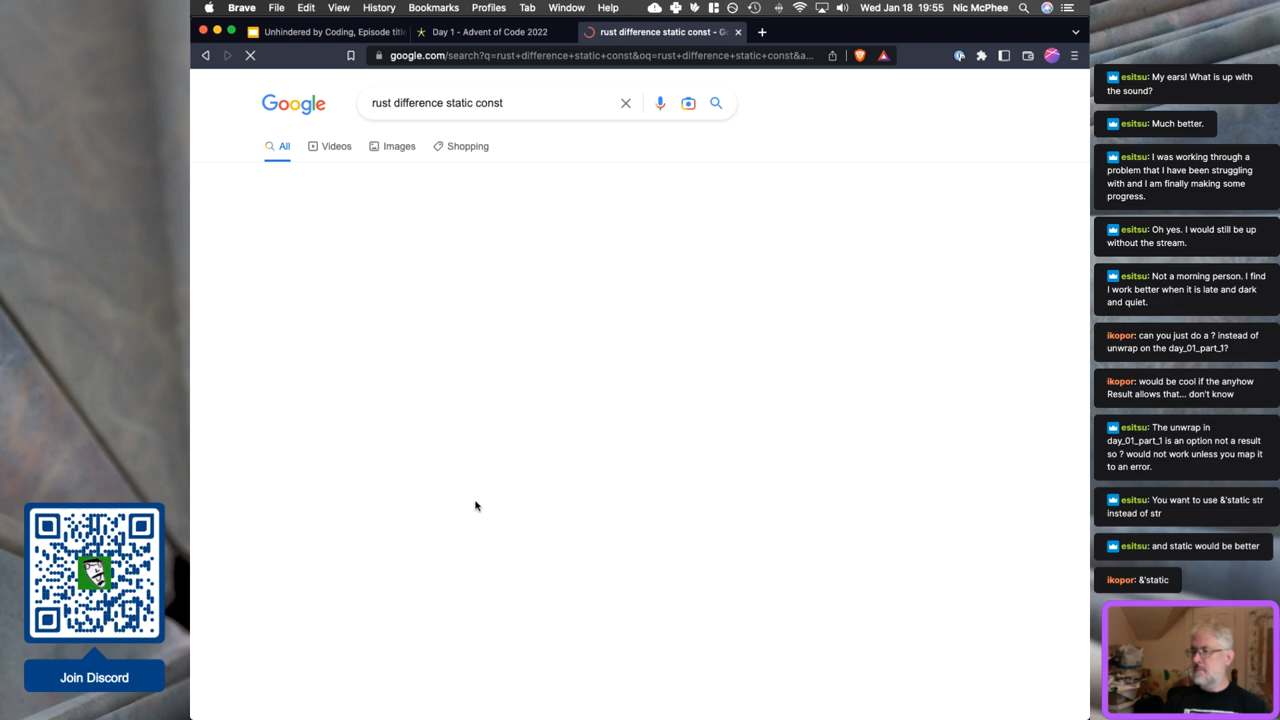 Brave File Edit View History Bookmarks Profiles Tab Window Help Wed Jan 18 19:55 Nic McPhee
Unhindered by Coding, Episode title
Day 1 - Advent of Code 2022
rust difference static const - Go
google.com/search?q=rust+difference+static+const&oq=rust+difference+static+const&a...
Google
rust difference static const
All
Videos
Images
Shopping
esitsu: My ears! What is up with
the sound?
esitsu: Much better.
esitsu: I was working through a
problem that I have been struggling
with and I am finally making some
progress.
esitsu: Oh yes. I would still be up
without the stream.
esitsu: Not a morning person. I find
I work better when it is late and dark
and quiet.
ikopor: can you just do a ? instead of
unwrap on the day_01_part_1?
ikopor: would be cool if the anyhow
Result allows that... don't know
esitsu: The unwrap in
day_01_part_1 is an option not a result
so ? would not work unless you map it
to an error.
esitsu: You want to use &'static str
instead of str
esitsu: and static would be better
ikopor: &'static
Join Discord